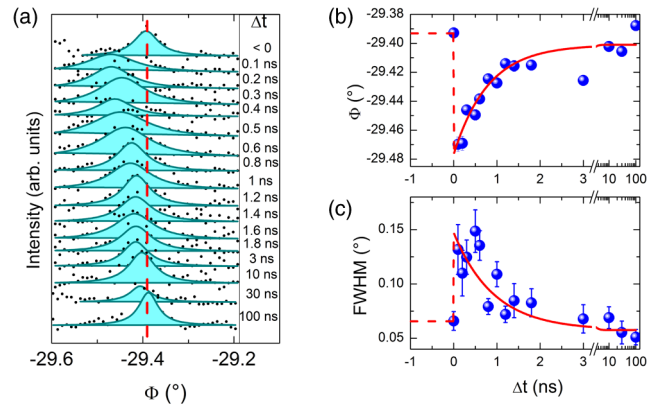 (a)
Δt
< 0
0.1 ns
0.2 ns
0.3 ns
0.4 ns
0.5 ns
0.6 ns
0.8 ns
1 ns
1.2 ns
1.4 ns
1.6 ns
1.8 ns
3 ns
10 ns
30 ns
100 ns
Intensity (arb. units)
-29.6 -29.4 -29.2
Φ (°)
(b)
-29.38
-29.40
-29.42
-29.44
-29.46
-29.48
Φ (°)
-1 0 1 2 3 10 100
Δt (ns)
(c)
0.15
0.10
0.05
FWHM (°)
-1 0 1 2 3 10 100
Δt (ns)